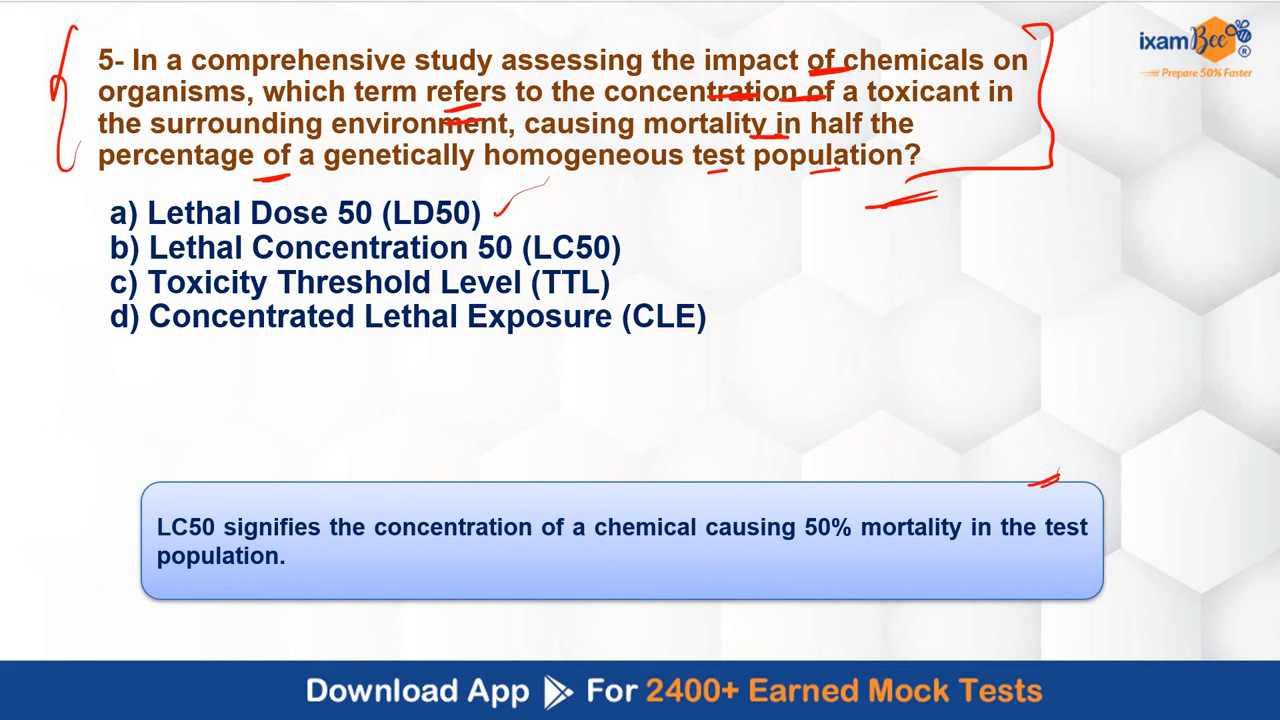 5- In a comprehensive study assessing the impact of chemicals on
organisms, which term refers to the concentration of a toxicant in
the surrounding environment, causing mortality in half the
percentage of a genetically homogeneous test population?
a) Lethal Dose 50 (LD50)
b) Lethal Concentration 50 (LC50)
c) Toxicity Threshold Level (TTL)
d) Concentrated Lethal Exposure (CLE)
ixamBee®
Prepare 50% Faster
LC50 signifies the concentration of a chemical causing 50% mortality in the test
population.
Download App For 2400+ Earned Mock Tests